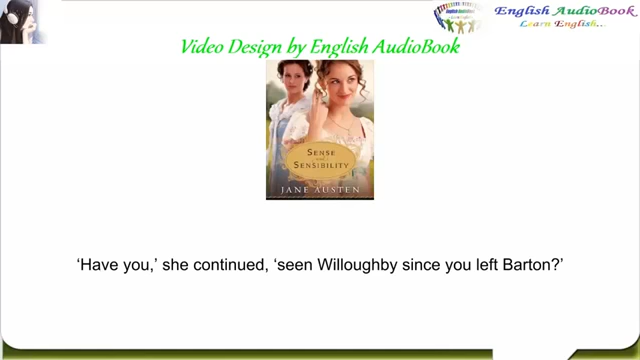 English AudioBook
Learn English...
Video Design by English AudioBook
SENSE
and
SENSIBILITY
JANE AUSTEN
‘Have you,’ she continued, ‘seen Willoughby since you left Barton?’